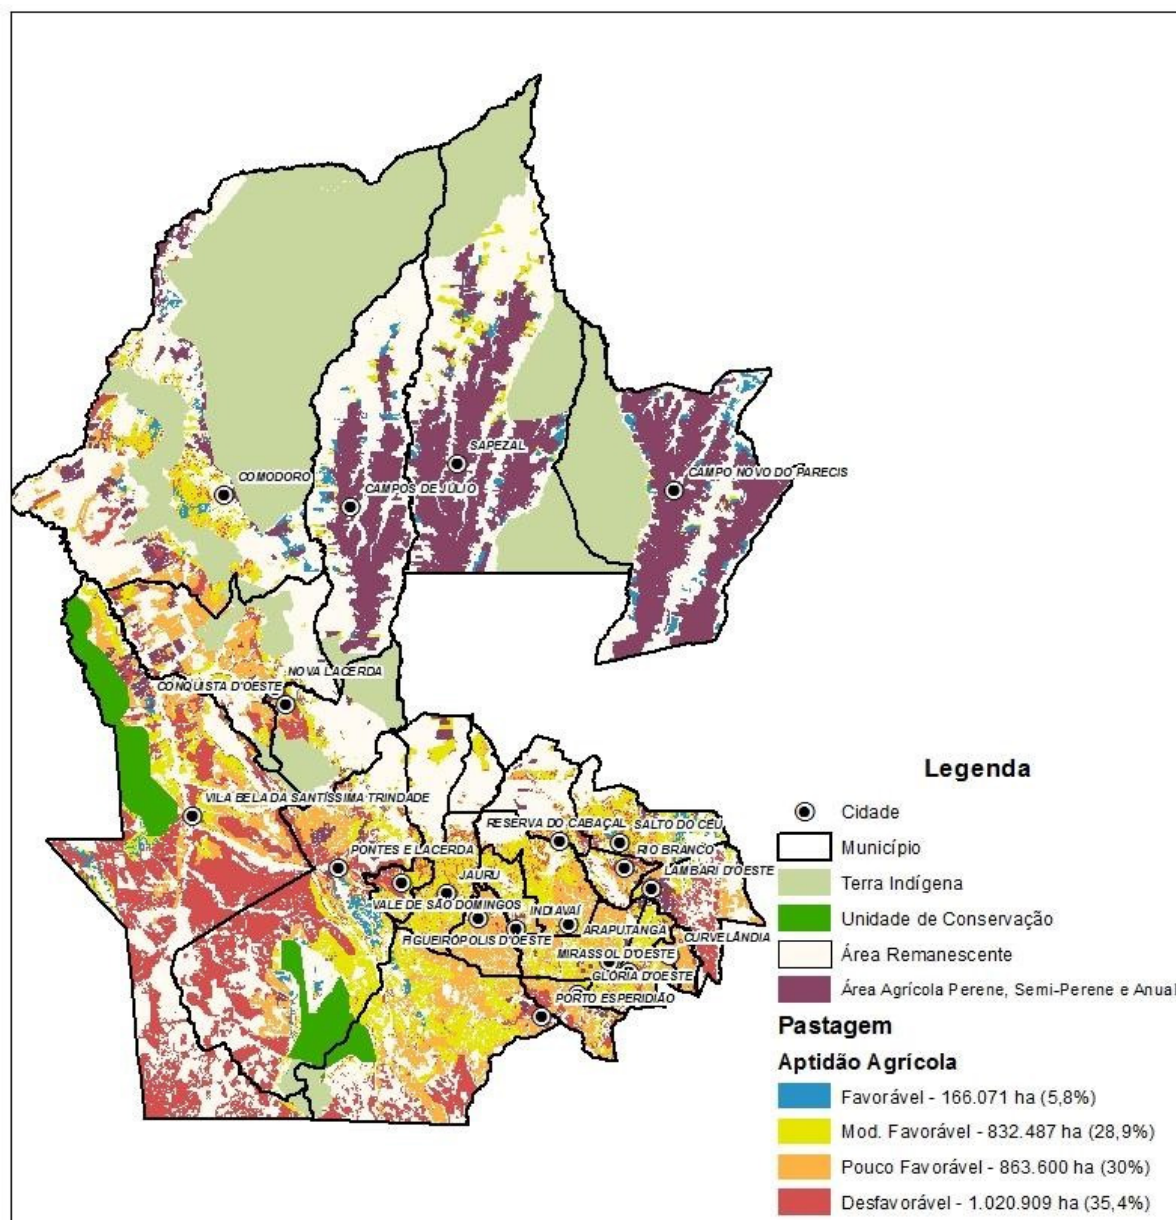 SAPEZAL
CAMPO NOVO DO PARECIS
COMODORO
CAMPOS DE JÚLIO
NOVA LACERDA
CONQUISTA D'OESTE
VILA BELA DA SANTÍSSIMA TRINDADE
RESERVA DO CABAÇAL
SALTO DO CÉU
RIO BRANCO
PONTES E LACERDA
LAMBARI D'OESTE
JAURU
VALE DE SÃO DOMINGOS
INDIAVAÍ
ARAPUTANGA
FIGUEIRÓPOLIS D'OESTE
CURVELÂNDIA
MIRASSOL D'OESTE
GLÓRIA D'OESTE
PORTO ESPERIDIÃO
Legenda
Cidade
Município
Terra Indígena
Unidade de Conservação
Área Remanescente
Área Agrícola Perene, Semi-Perene e Anual
Pastagem
Aptidão Agrícola
Favorável - 166.071 ha (5,8%)
Mod. Favorável - 832.487 ha (28,9%)
Pouco Favorável - 863.600 ha (30%)
Desfavorável - 1.020.909 ha (35,4%)